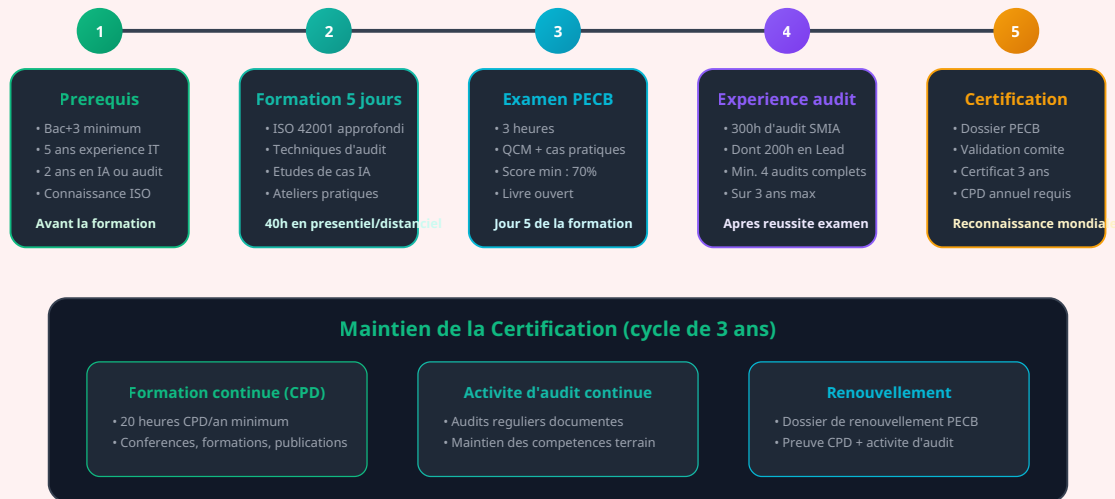 1
2
3
4
5
Prerequis
• Bac+3 minimum
• 5 ans experience IT
• 2 ans en IA ou audit
• Connaissance ISO
Avant la formation
Formation 5 jours
• ISO 42001 approfondi
• Techniques d'audit
• Etudes de cas IA
• Ateliers pratiques
40h en presentiel/distanciel
Examen PECB
• 3 heures
• QCM + cas pratiques
• Score min : 70%
• Livre ouvert
Jour 5 de la formation
Experience audit
• 300h d'audit SMIA
• Dont 200h en Lead
• Min. 4 audits complets
• Sur 3 ans max
Apres reussite examen
Certification
• Dossier PECB
• Validation comite
• Certificat 3 ans
• CPD annuel requis
Reconnaissance
Maintien de la Certification (cycle de 3 ans)
Formation continue (CPD)
• 20 heures CPD/an minimum
• Conferences, formations, publications
Activite d'audit continue
• Audits reguliers documentes
• Maintien des competences terrain
Renouvellement
• Dossier de renouvellement PECB
• Preuve CPD + activite d'audit